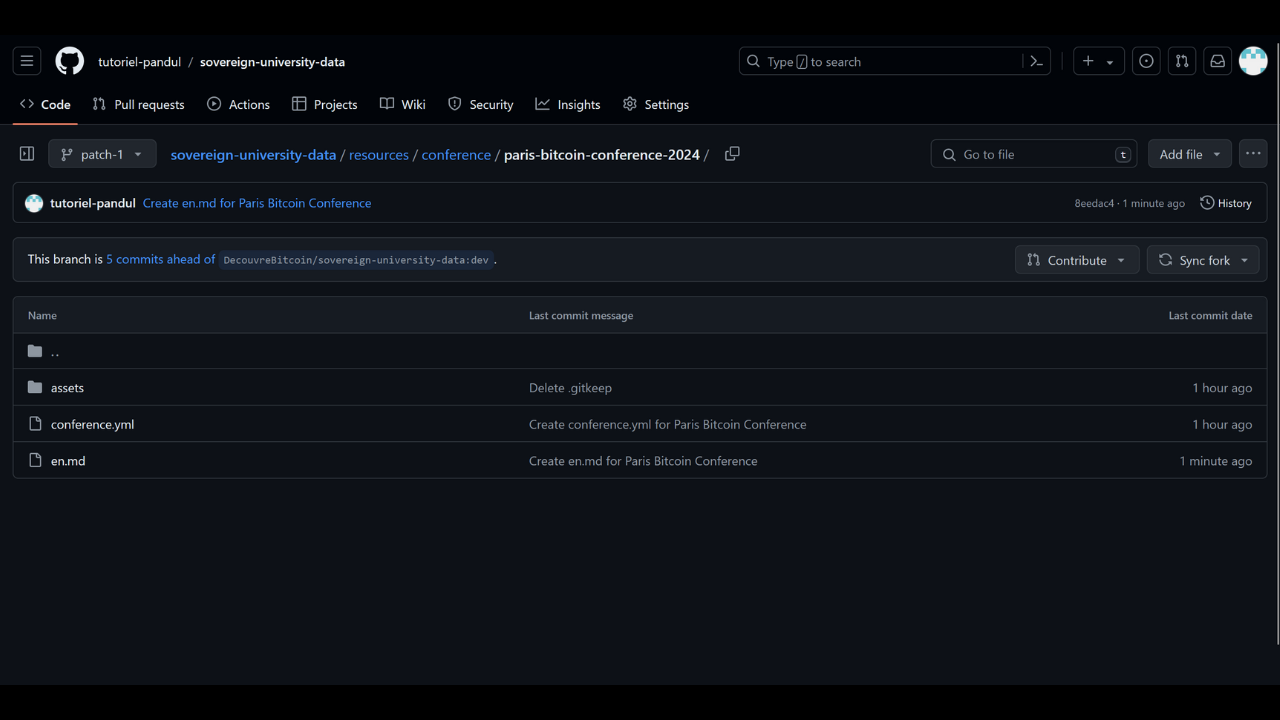 tutoriel-pandul / sovereign-university-data Type / to search
Code Pull requests Actions Projects Wiki Security Insights Settings
patch-1 sovereign-university-data / resources / conference / paris-bitcoin-conference-2024 / Go to file t Add file
tutoriel-pandul Create en.md for Paris Bitcoin Conference 8eedac4 · 1 minute ago History
This branch is 5 commits ahead of DecouvreBitcoin/sovereign-university-data:dev . Contribute Sync fork
Name Last commit message Last commit date
..
assets Delete .gitkeep 1 hour ago
conference.yml Create conference.yml for Paris Bitcoin Conference 1 hour ago
en.md Create en.md for Paris Bitcoin Conference 1 minute ago